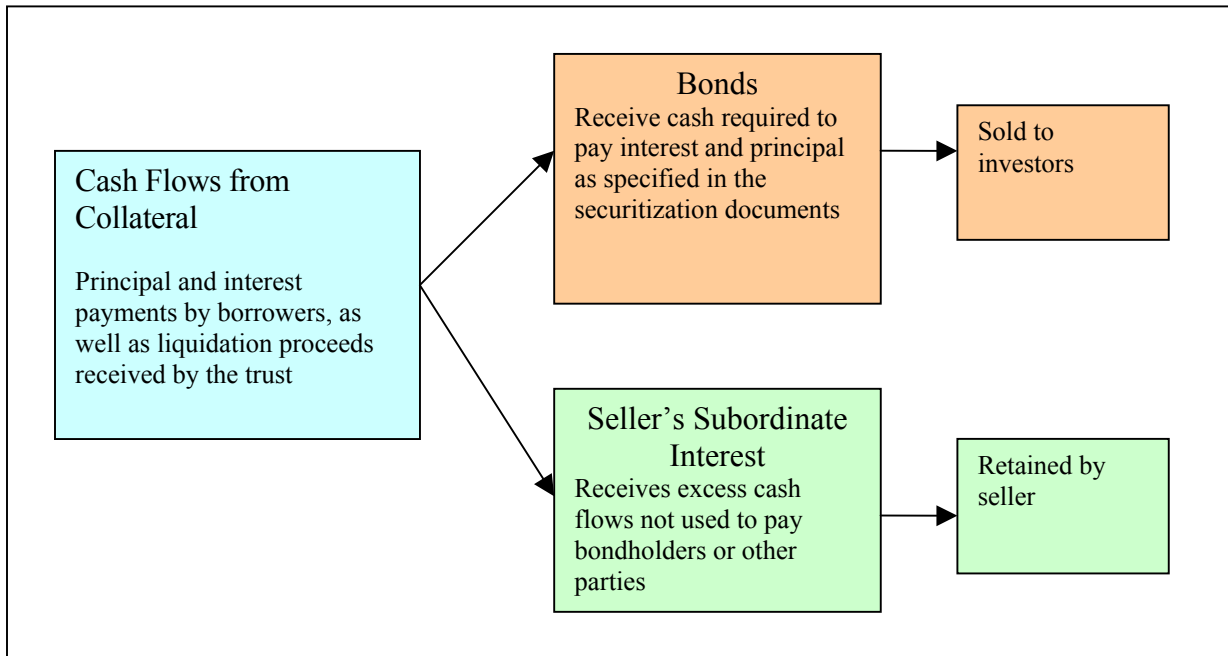 Cash Flows from
Collateral
Principal and interest
payments by borrowers, as
well as liquidation proceeds
received by the trust
Bonds
Receive cash required to
pay interest and principal
as specified in the
securitization documents
Sold to
investors
Seller’s Subordinate
Interest
Receives excess cash
flows not used to pay
bondholders or other
parties
Retained by
seller